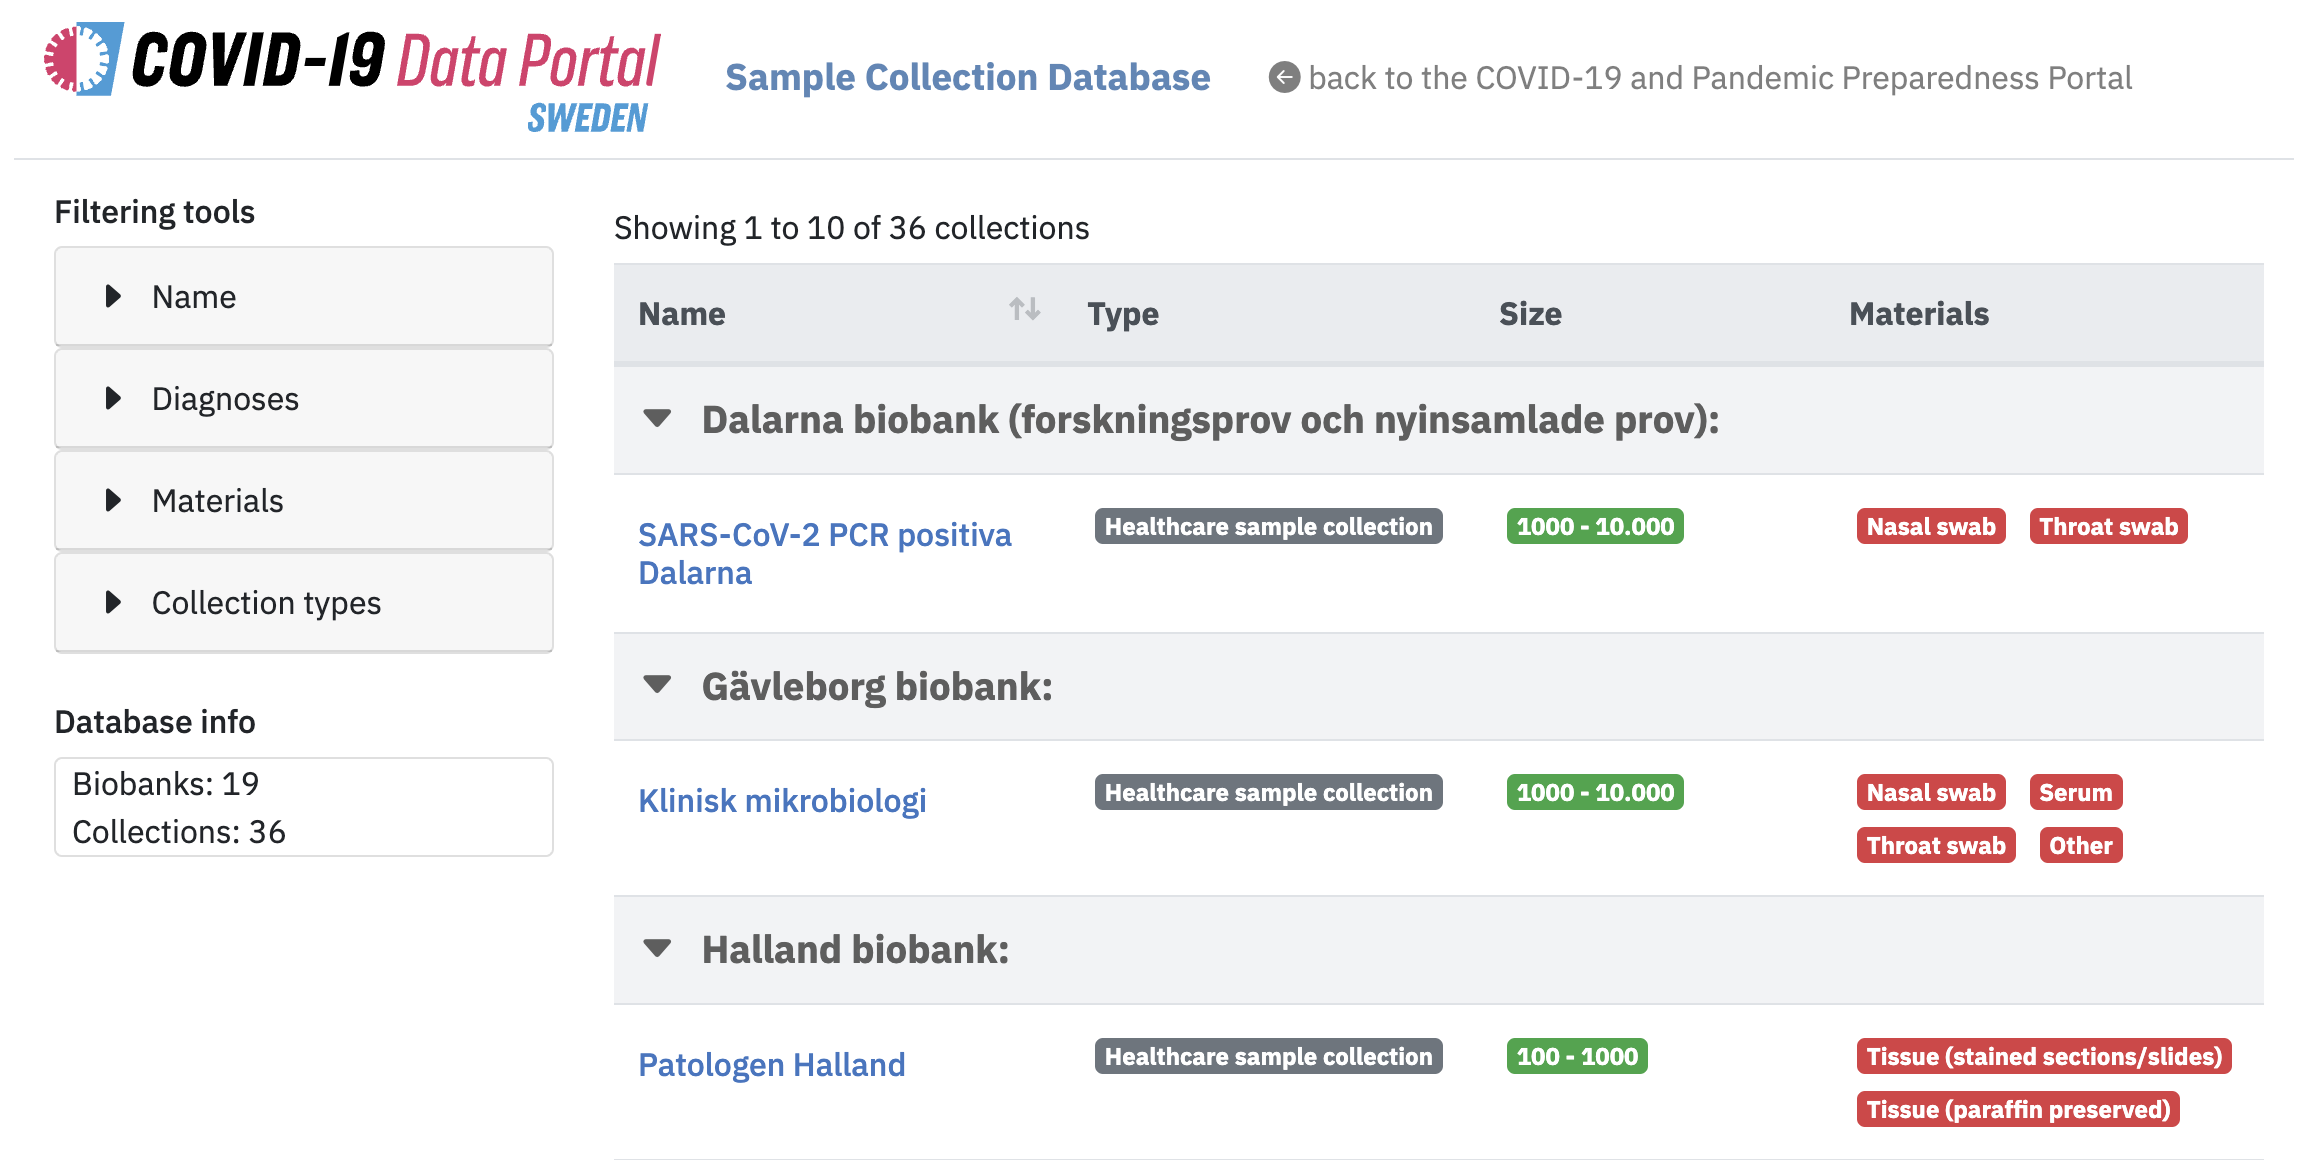 COVID-19 Data Portal
SWEDEN
Sample Collection Database
back to the COVID-19 and Pandemic Preparedness Portal
Filtering tools
Name
Diagnoses
Materials
Collection types
Database info
Biobanks: 19
Collections: 36
Showing 1 to 10 of 36 collections
Name Type Size Materials
Dalarna biobank (forskningsprov och nyinsamlade prov):
SARS-CoV-2 PCR positiva Healthcare sample collection 1000 - 10.000 Nasal swab Throat swab
Dalarna
Gävleborg biobank:
Klinisk mikrobiologi Healthcare sample collection 1000 - 10.000 Nasal swab Serum
Throat swab Other
Halland biobank:
Patologen Halland Healthcare sample collection 100 - 1000 Tissue (stained sections/slides)
Tissue (paraffin preserved)